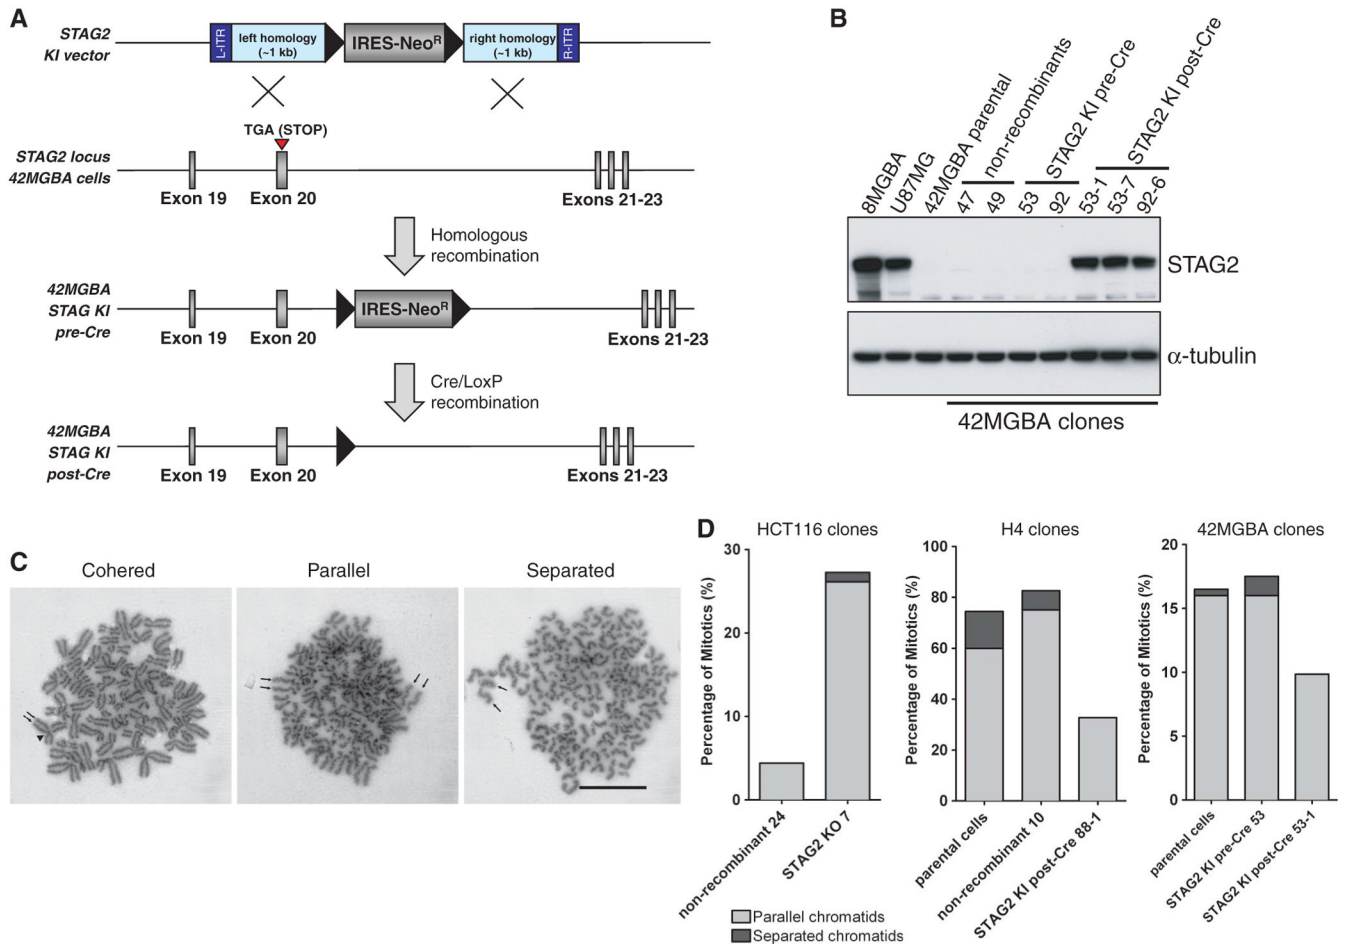 A
STAG2
KI vector
L-ITR
left homology
(~1 kb)
IRES-NeoR
right homology
(~1 kb)
R-ITR
TGA (STOP)
STAG2 locus
42MGBA cells
Exon 19
Exon 20
Exons 21-23
Homologous
recombination
42MGBA
STAG KI
pre-Cre
IRES-NeoR
Exon 19
Exon 20
Exons 21-23
Cre/LoxP
recombination
42MGBA
STAG KI
post-Cre
Exon 19
Exon 20
Exons 21-23
B
8MGBA
U87MG
42MGBA parental
non-recombinants
47
49
STAG2 KI pre-Cre
53
92
STAG2 KI post-Cre
53-1
53-7
92-6
STAG2
α-tubulin
42MGBA clones
C
Cohered
Parallel
Separated
D
HCT116 clones
Percentage of Mitotics (%)
30
20
10
0
non-recombinant 24
STAG2 KO 7
H4 clones
Percentage of Mitotics (%)
100
80
60
40
20
0
parental cells
non-recombinant 10
STAG2 KI post-Cre 88-1
42MGBA clones
Percentage of Mitotics (%)
20
15
10
5
0
parental cells
STAG2 KI pre-Cre 53
STAG2 KI post-Cre 53-1
Parallel chromatids
Separated chromatids